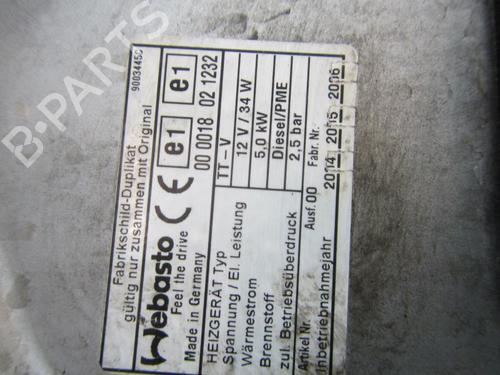 90034450
Fabrikschild-Duplikat
gültig nur zusammen mit Original
Webasto CE e1 e1
Feel the drive 00 0018 02 1232
Made in Germany
HEIZGERÄT Typ TT-V
Spannung / El. Leistung 12 V / 34 W
Wärmestrom 5,0 kW
Brennstoff Diesel/PME
zul. Betriebsüberdruck 2,5 bar
Artikel Nr. Ausf. 00 Fabr. Nr.
Inbetriebnahmejahr 2014 2015 2016
B-PARTS